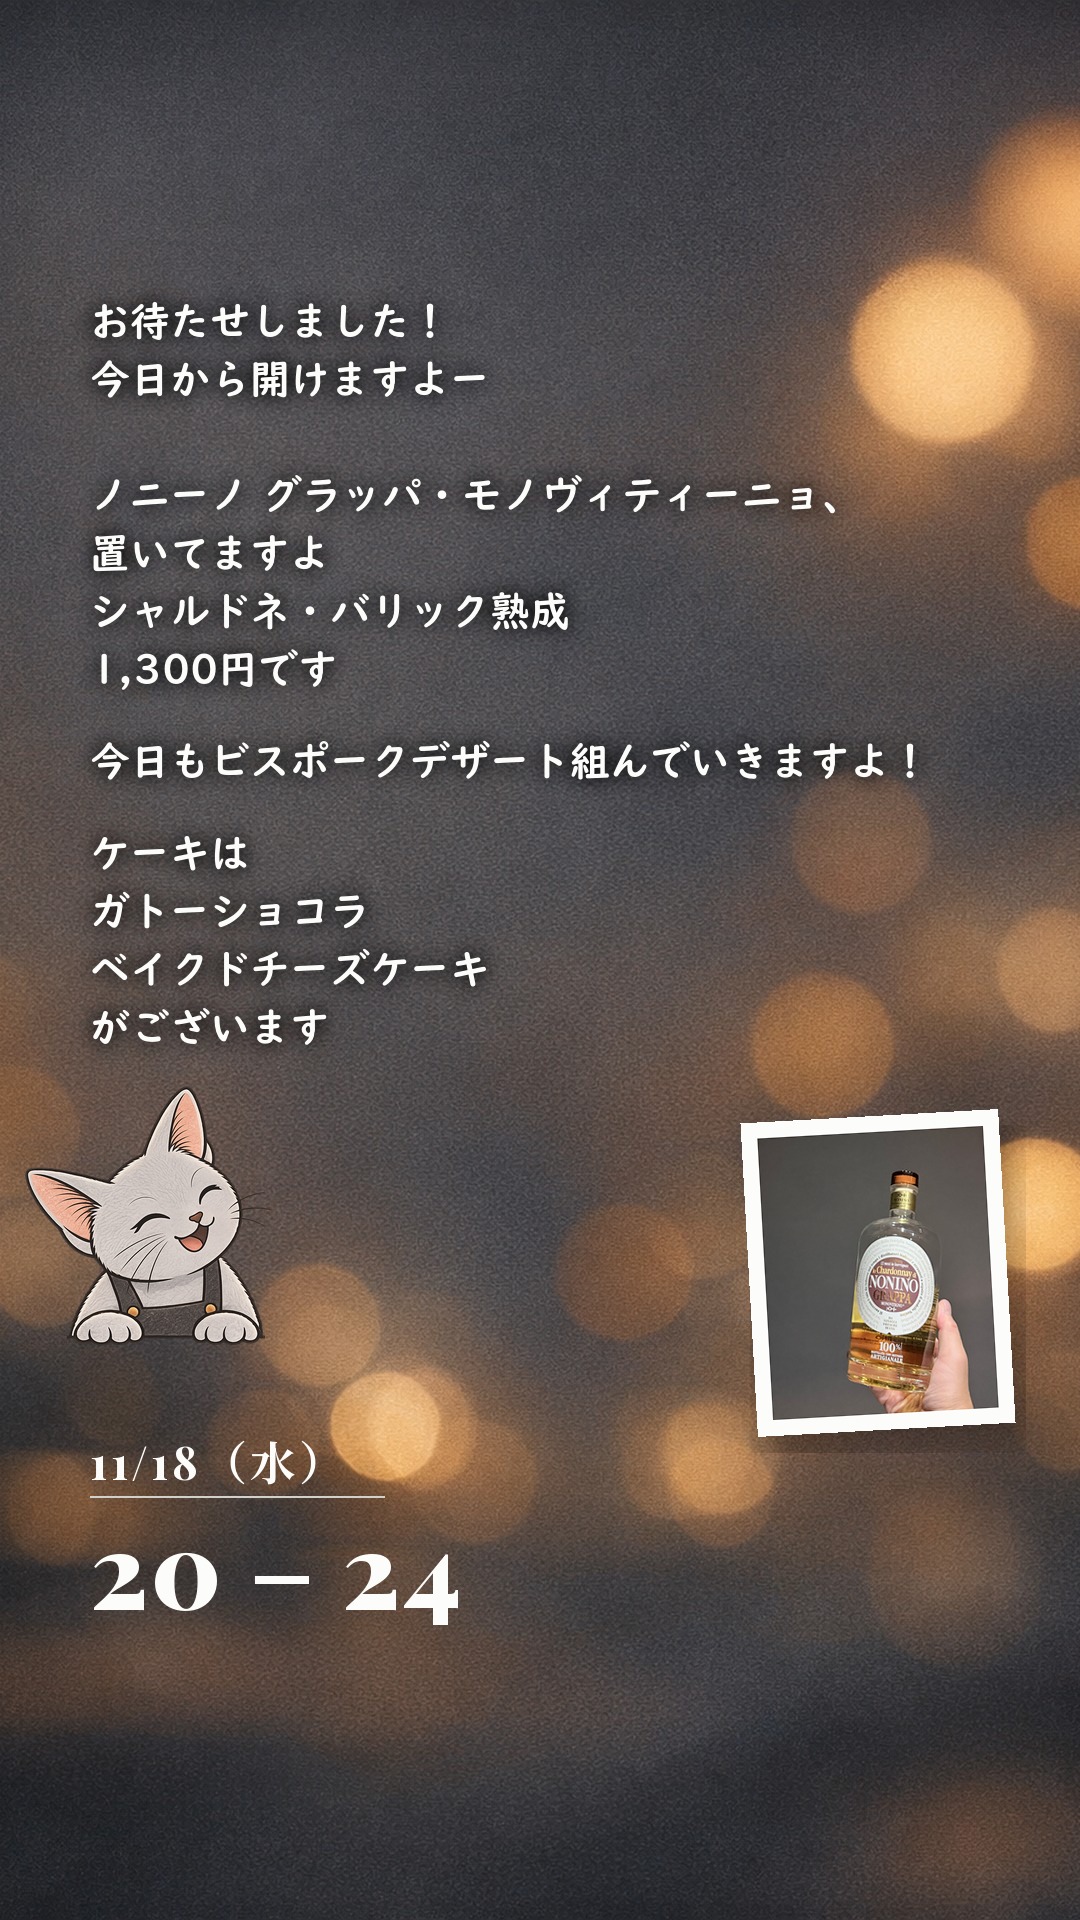 お待たせしました！
今日から開けますよー
ノニーノ グラッパ・モノヴィティーニョ、
置いてますよ
シャルドネ・バリック熟成
1,300円です
今日もビスポークデザート組んでいきますよ！
ケーキは
ガトーショコラ
ベイクドチーズケーキ
がございます
Chardonnay
NONINO
GRAPPA
100%
ARTIGIANALE
11/18（水）
20 – 24